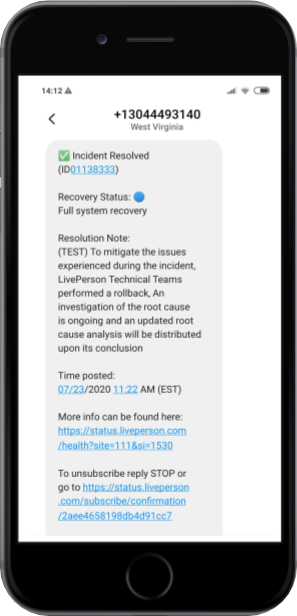 14:12
+13044493140
West Virginia
✅ Incident Resolved
(ID01138333)
Recovery Status: 🔵
Full system recovery
Resolution Note:
(TEST) To mitigate the issues
experienced during the incident,
LivePerson Technical Teams
performed a rollback, An
investigation of the root cause
is ongoing and an updated root
cause analysis will be distributed
upon its conclusion
Time posted:
07/23/2020 11:22 AM (EST)
More info can be found here:
https://status.liveperson.com
/health?site=111&si=1530
To unsubscribe reply STOP or
go to https://status.liveperson
.com/subscribe/confirmation
/2aee4658198db4d91cc7